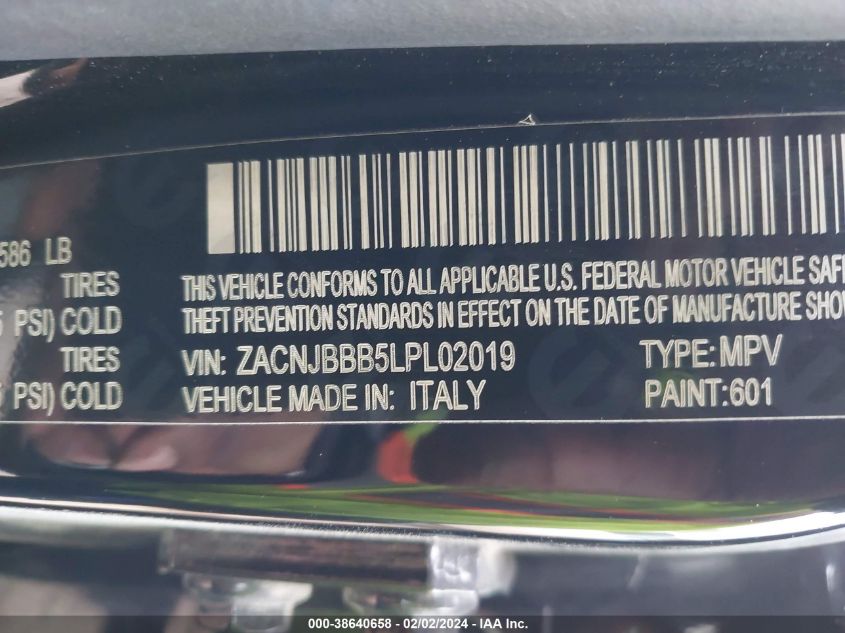 586 LB
TIRES
PSI) COLD
TIRES
PSI) COLD
THIS VEHICLE CONFORMS TO ALL APPLICABLE U.S. FEDERAL MOTOR VEHICLE SAF
THEFT PREVENTION STANDARDS IN EFFECT ON THE DATE OF MANUFACTURE SHO
VIN: ZACNJBBB5LPL02019 TYPE: MPV
VEHICLE MADE IN: ITALY PAINT:601
000-38640658 - 02/02/2024 - IAA Inc.